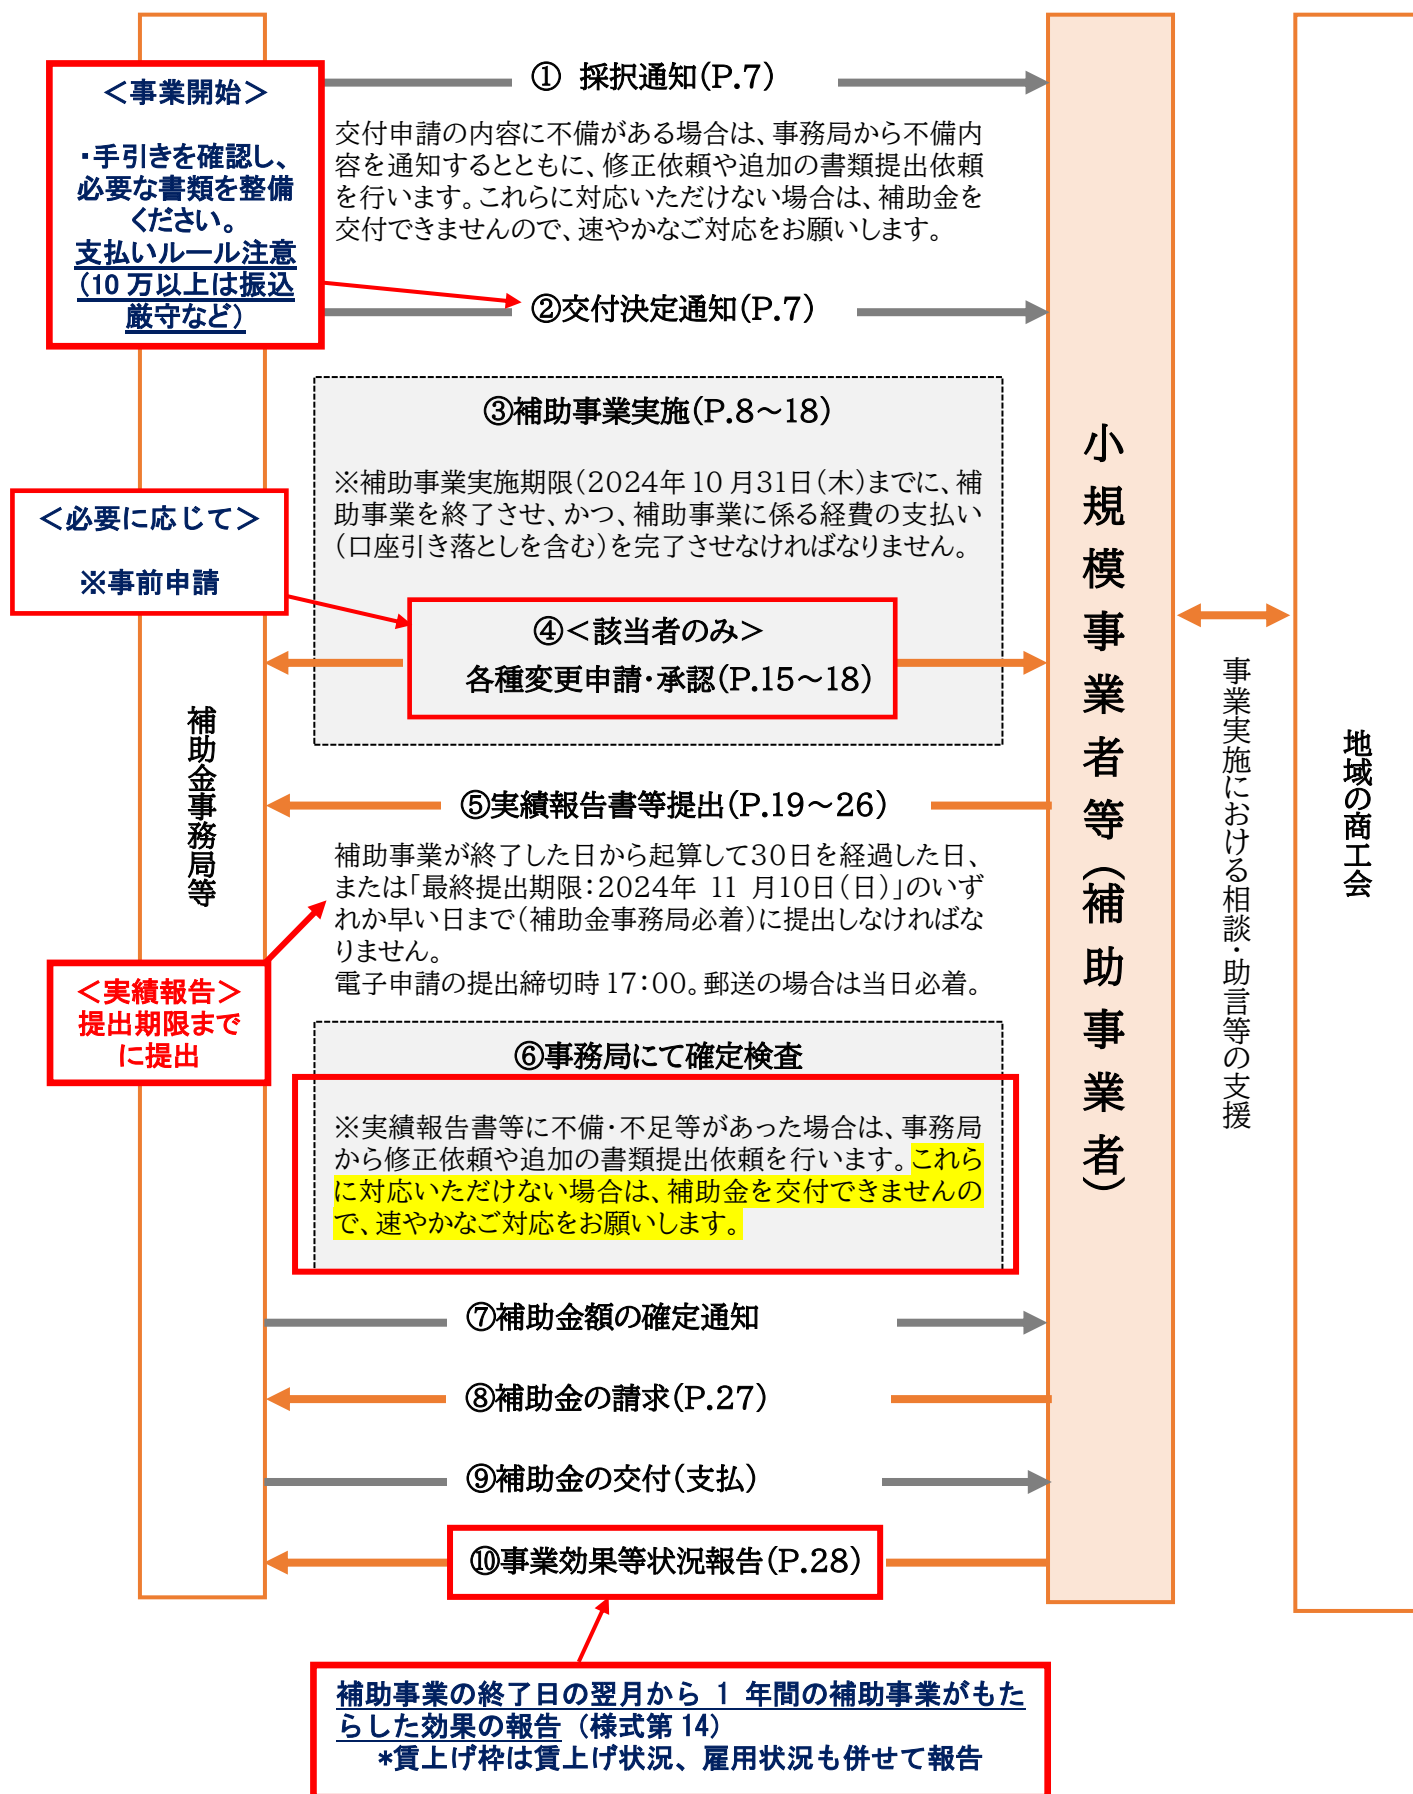 ＜事業開始＞
・手引きを確認し、
必要な書類を整備
ください。
支払いルール注意
（10 万以上は振込
厳守など）
① 採択通知(P.7)
交付申請の内容に不備がある場合は、事務局から不備内
容を通知するとともに、修正依頼や追加の書類提出依頼
を行います。これらに対応いただけない場合は、補助金を
交付できませんので、速やかなご対応をお願いします。
②交付決定通知(P.7)
③補助事業実施(P.8～18)
※補助事業実施期限(2024年 10 月31日(木)までに、補
助事業を終了させ、かつ、補助事業に係る経費の支払い
(口座引き落としを含む)を完了させなければなりません。
＜必要に応じて＞
※事前申請
④＜該当者のみ＞
各種変更申請・承認(P.15～18)
⑤実績報告書等提出(P.19～26)
補助事業が終了した日から起算して30日を経過した日、
または「最終提出期限：2024年 11 月10日(日)」のいず
れか早い日まで(補助金事務局必着)に提出しなければな
りません。
電子申請の提出締切時 17：00。郵送の場合は当日必着。
＜実績報告＞
提出期限まで
に提出
⑥事務局にて確定検査
※実績報告書等に不備・不足等があった場合は、事務局
から修正依頼や追加の書類提出依頼を行います。これら
に対応いただけない場合は、補助金を交付できませんの
で、速やかなご対応をお願いします。
⑦補助金額の確定通知
⑧補助金の請求(P.27)
⑨補助金の交付(支払)
⑩事業効果等状況報告(P.28)
補助事業の終了日の翌月から 1 年間の補助事業がもた
らした効果の報告（様式第 14）
*賃上げ枠は賃上げ状況、雇用状況も併せて報告
補助金事務局等
小規模事業者等(補助事業者)
事業実施における相談・助言等の支援
地域の商工会